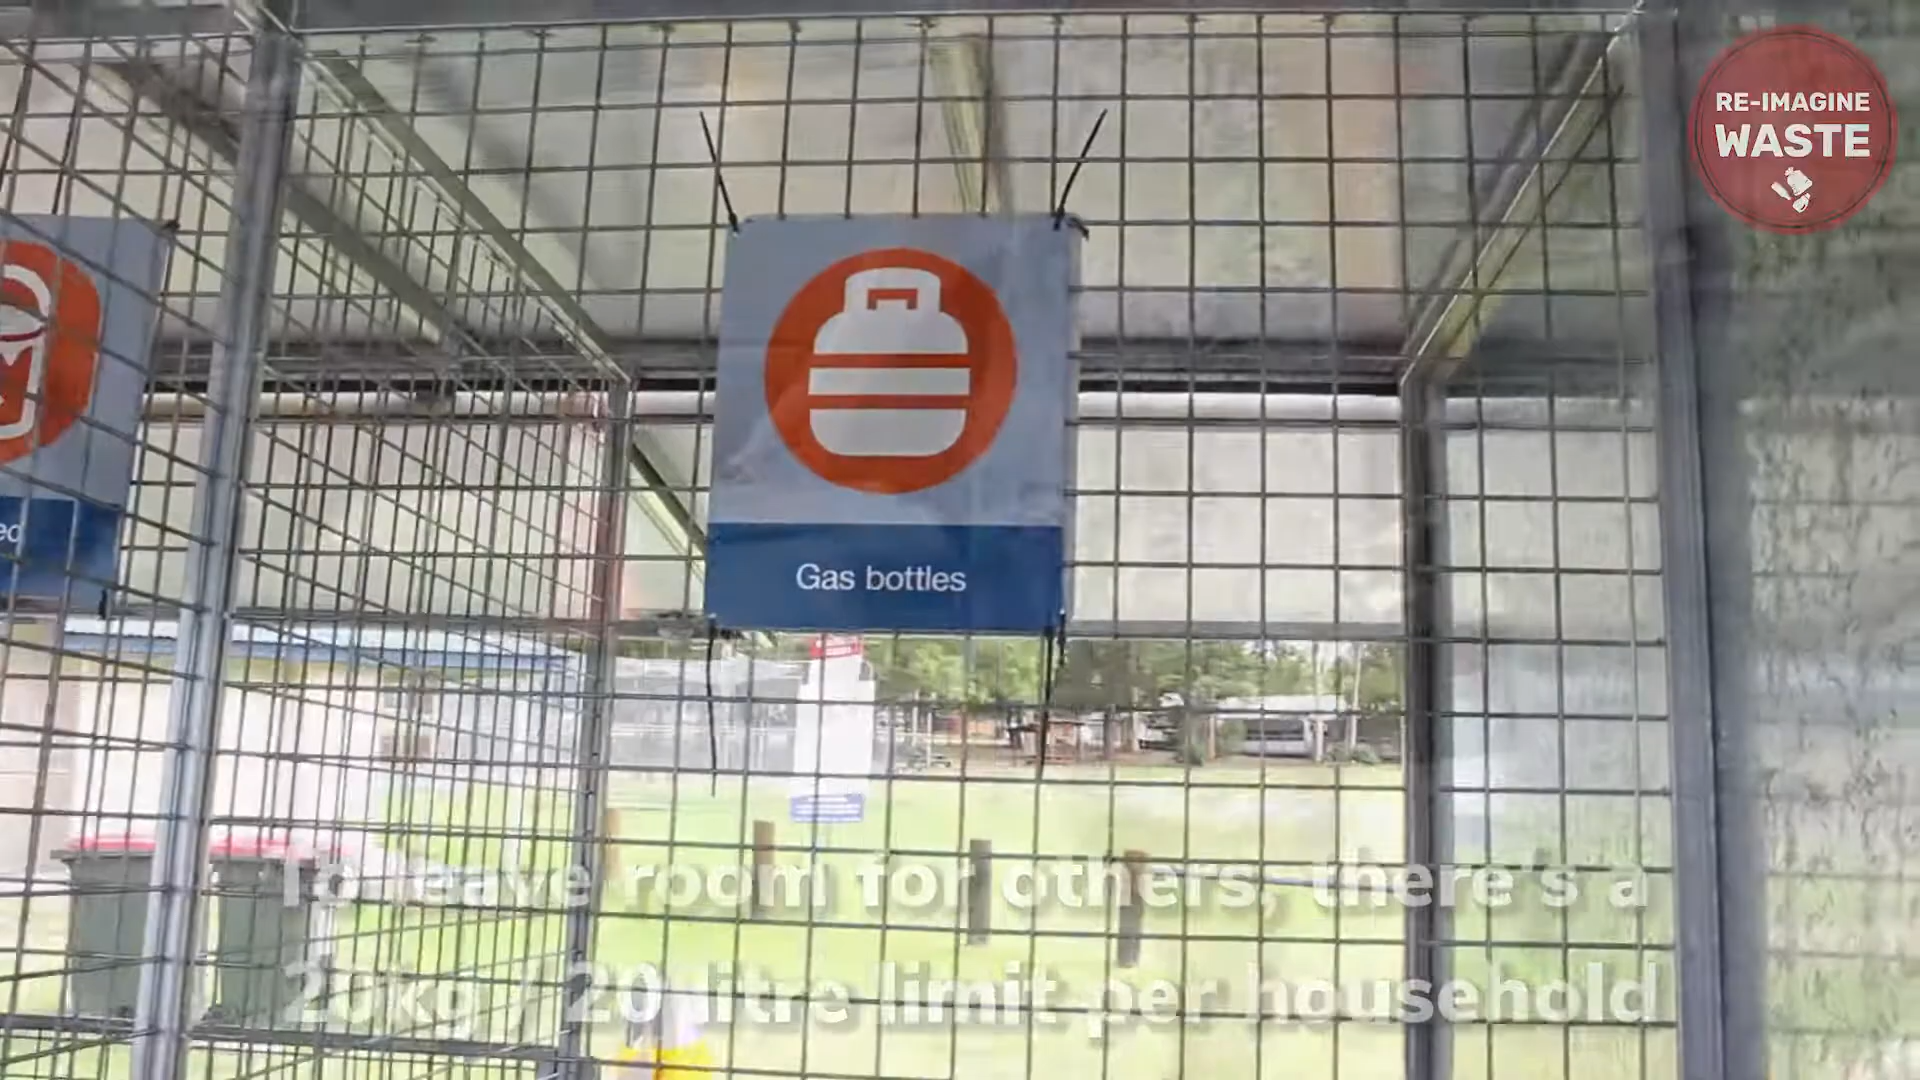 RE-IMAGINE
WASTE
Gas bottles
To leave room for others, there's a
20kg / 20 litre limit per household